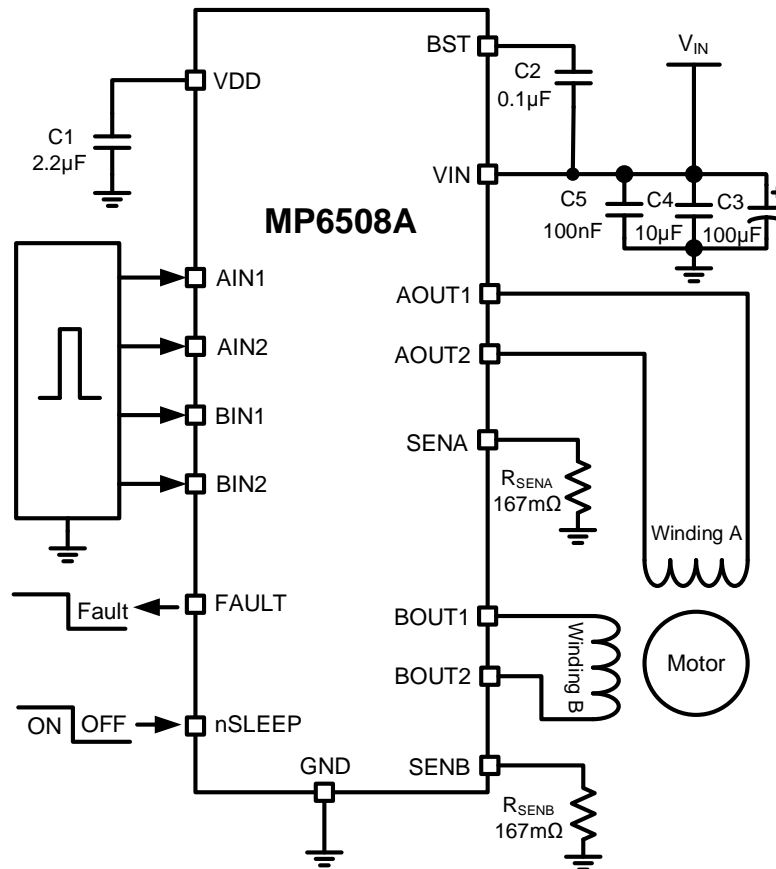 BST
VIN
C2
0.1µF
VDD
C1
2.2µF
VIN
MP6508A
C5
100nF
C4
10µF
C3
100µF
+
AIN1
AOUT1
AIN2
AOUT2
BIN1
SENA
BIN2
RSENA
167mΩ
Winding A
Fault
FAULT
BOUT1
Winding B
Motor
BOUT2
ON
OFF
nSLEEP
GND
SENB
RSENB
167mΩ